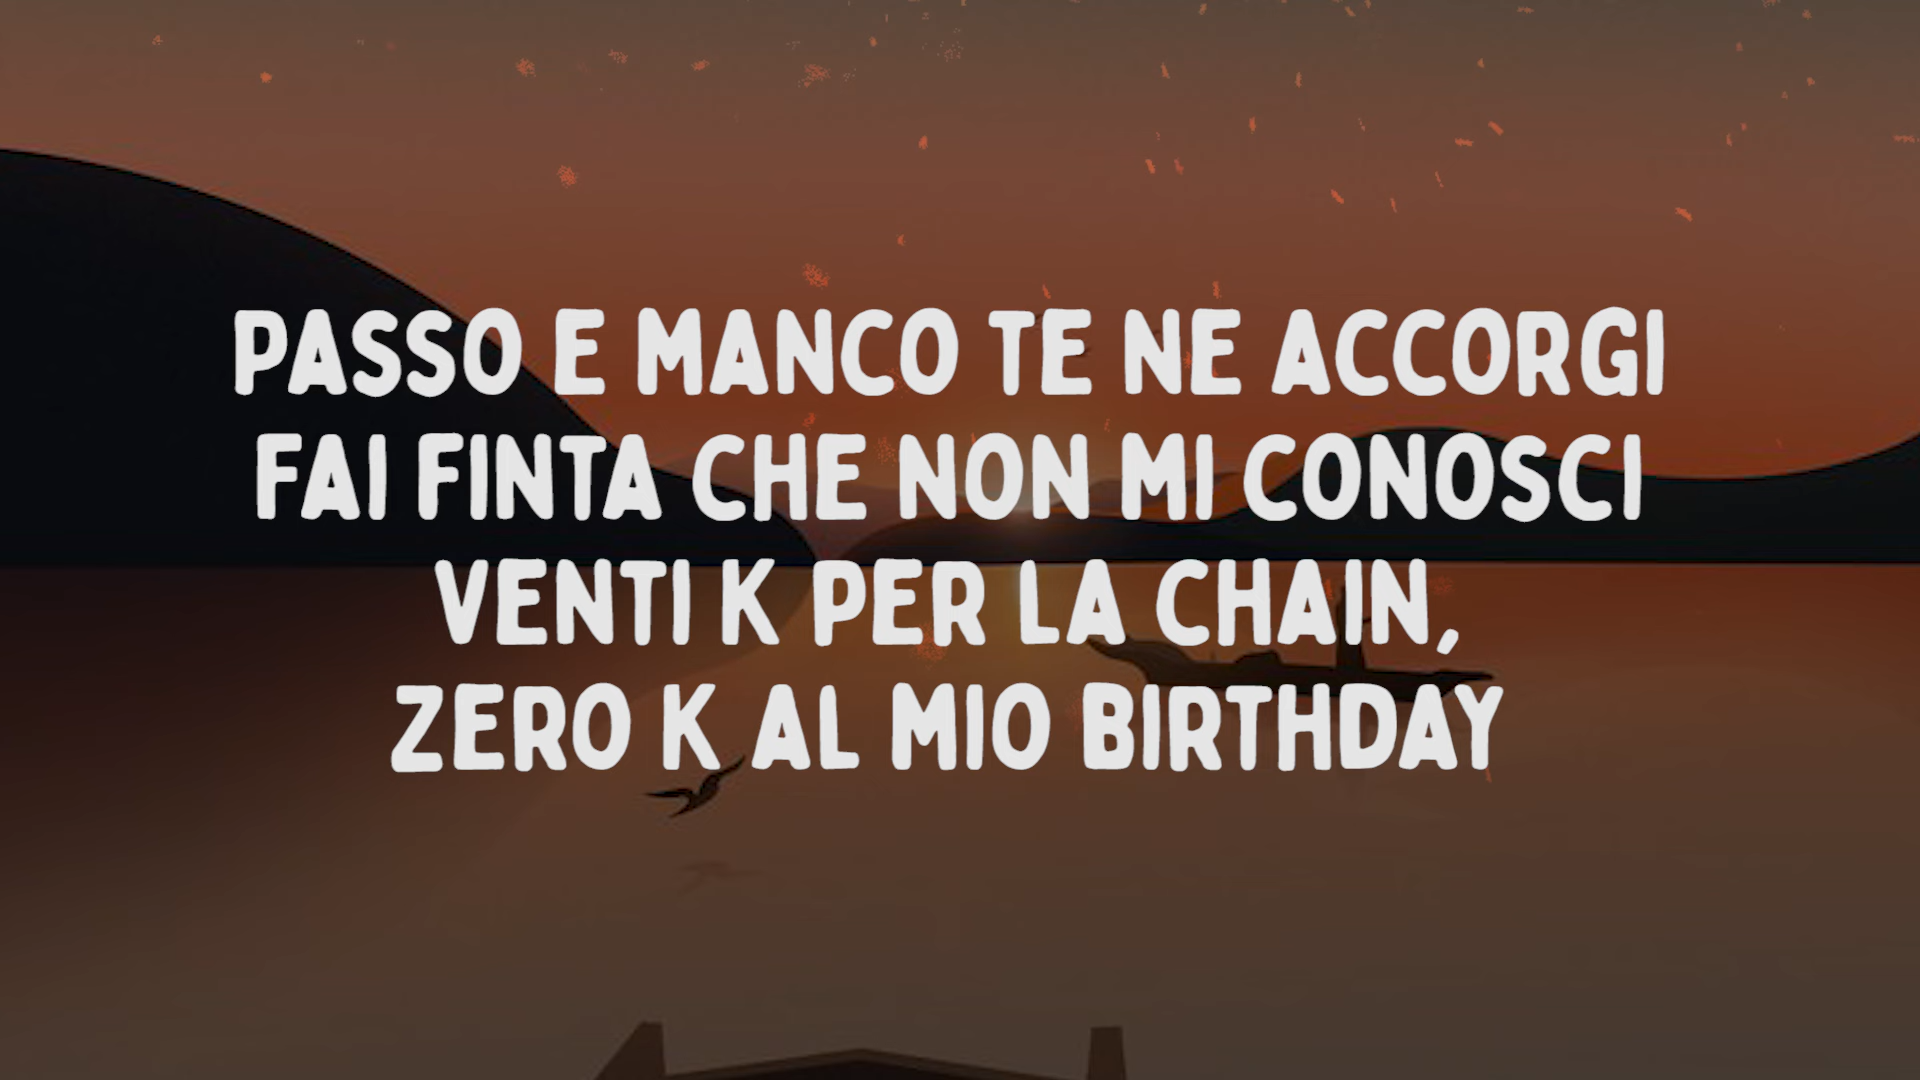 PASSO E MANCO TE NE ACCORGI
FAI FINTA CHE NON MI CONOSCI
VENTI K PER LA CHAIN,
ZERO K AL MIO BIRTHDAY